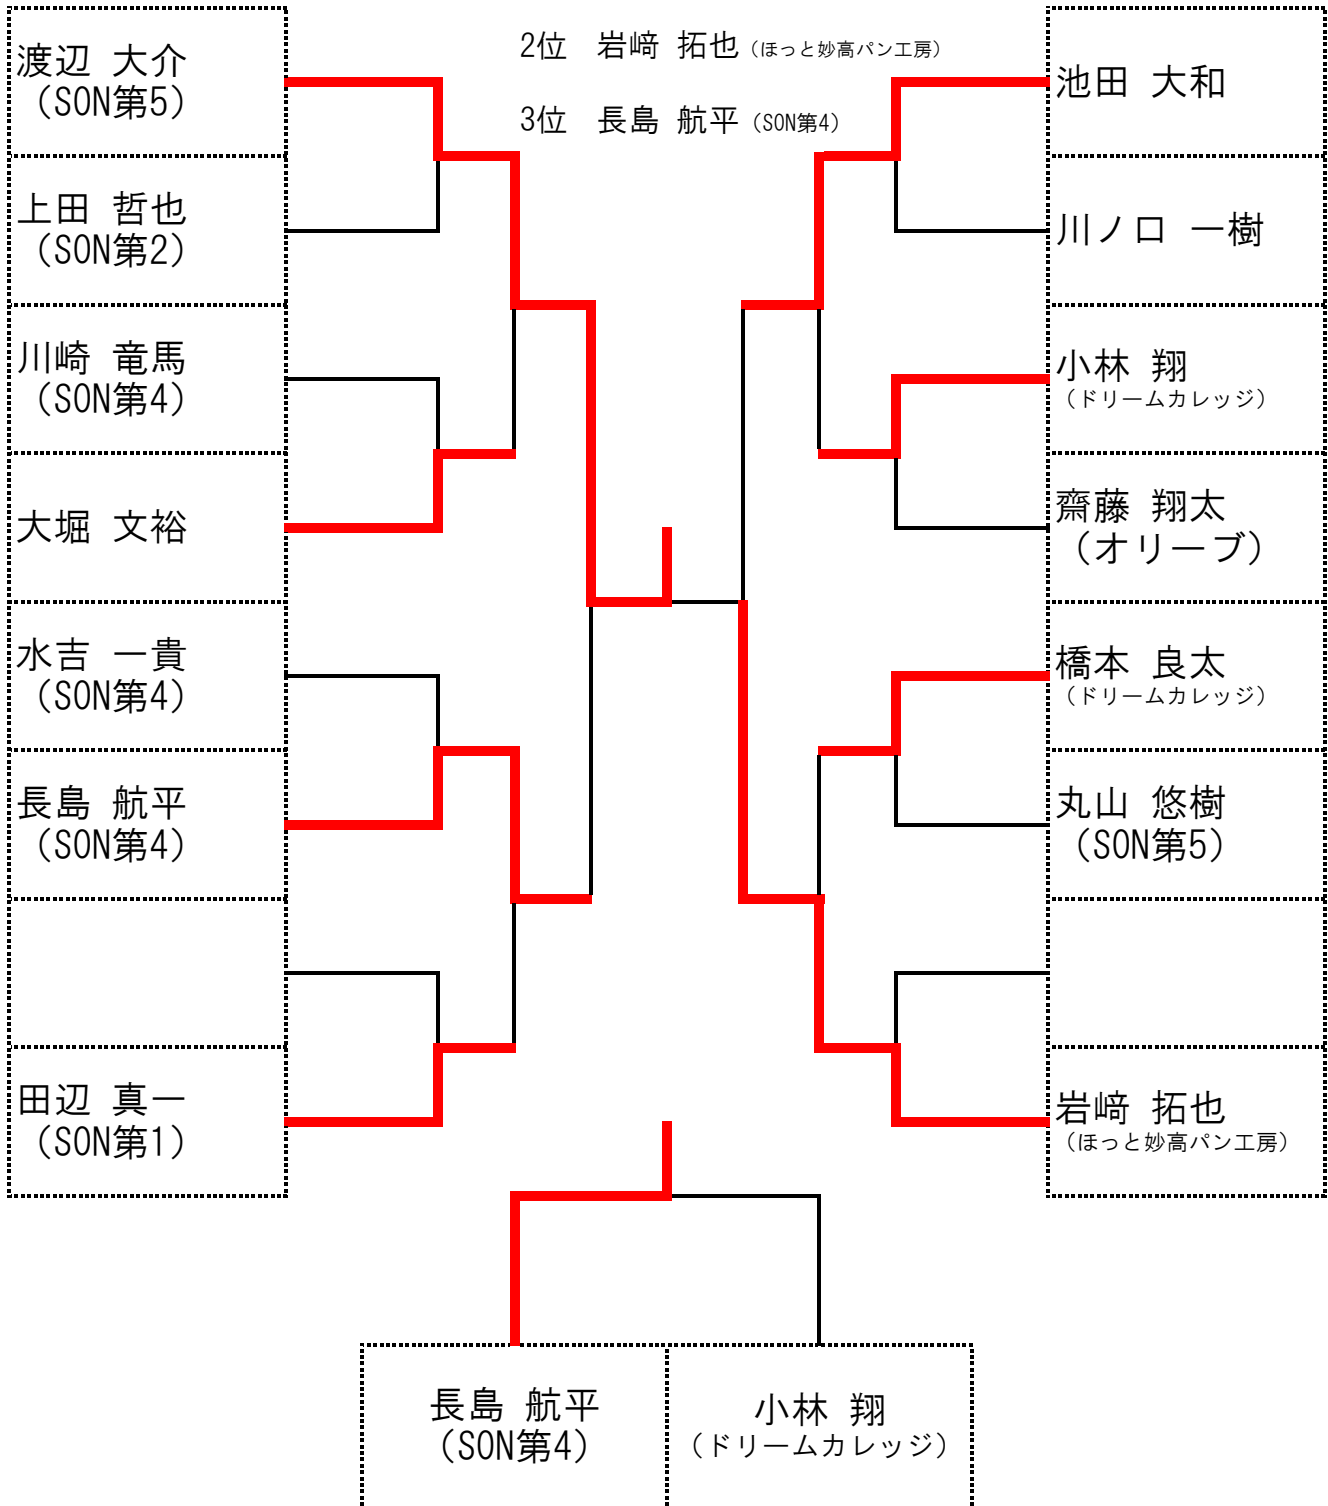 2位 岩﨑 拓也（ほっと妙高パン工房）
3位 長島 航平（SON第4）
渡辺 大介
（SON第5）
上田 哲也
（SON第2）
川崎 竜馬
（SON第4）
大堀 文裕
水吉 一貴
（SON第4）
長島 航平
（SON第4）
田辺 真一
（SON第1）
池田 大和
川ノ口 一樹
小林 翔
（ドリームカレッジ）
齋藤 翔太
（オリーブ）
橋本 良太
（ドリームカレッジ）
丸山 悠樹
（SON第5）
岩﨑 拓也
（ほっと妙高パン工房）
長島 航平
（SON第4）
小林 翔
（ドリームカレッジ）